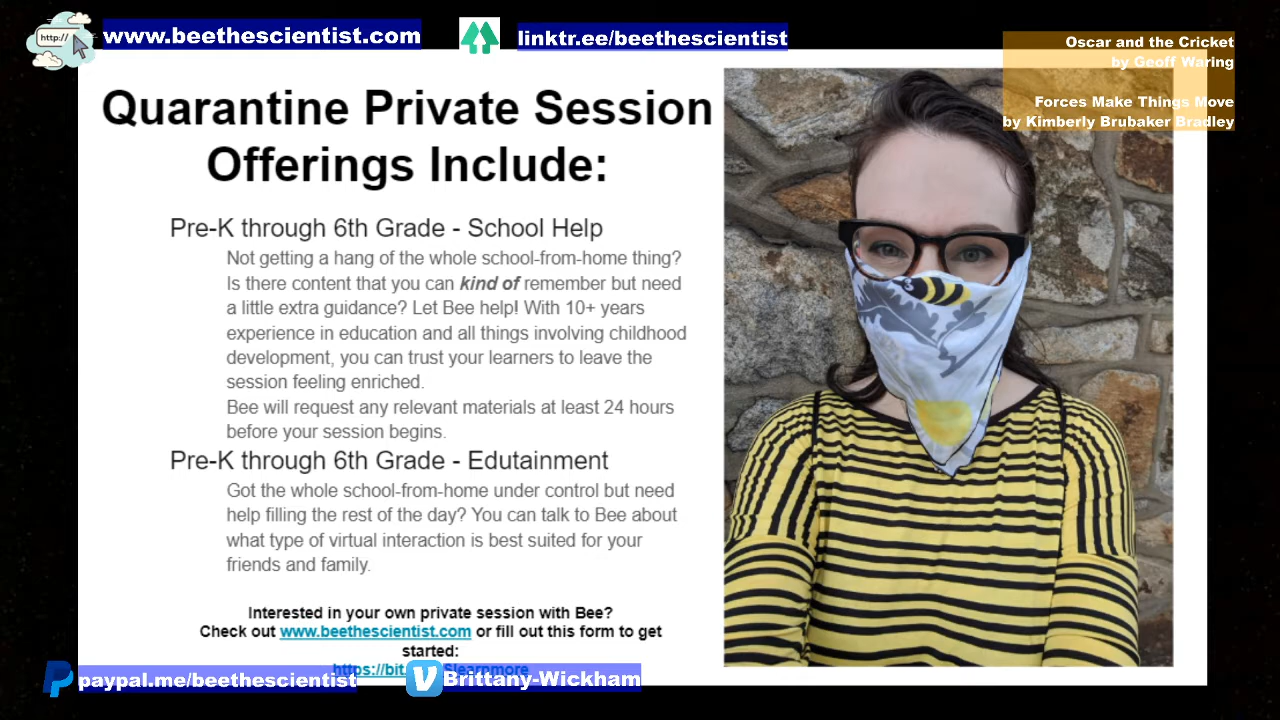 http://
www.beethescientist.com
linktr.ee/beethescientist
Oscar and the Cricket
by Geoff Waring
Forces Make Things Move
by Kimberly Brubaker Bradley
Quarantine Private Session
Offerings Include:
Pre-K through 6th Grade - School Help
Not getting a hang of the whole school-from-home thing?
Is there content that you can kind of remember but need
a little extra guidance? Let Bee help! With 10+ years
experience in education and all things involving childhood
development, you can trust your learners to leave the
session feeling enriched.
Bee will request any relevant materials at least 24 hours
before your session begins.
Pre-K through 6th Grade - Edutainment
Got the whole school-from-home under control but need
help filling the rest of the day? You can talk to Bee about
what type of virtual interaction is best suited for your
friends and family.
Interested in your own private session with Bee?
Check out www.beethescientist.com or fill out this form to get
started:
paypal.me/beethescientist
Brittany-Wickham